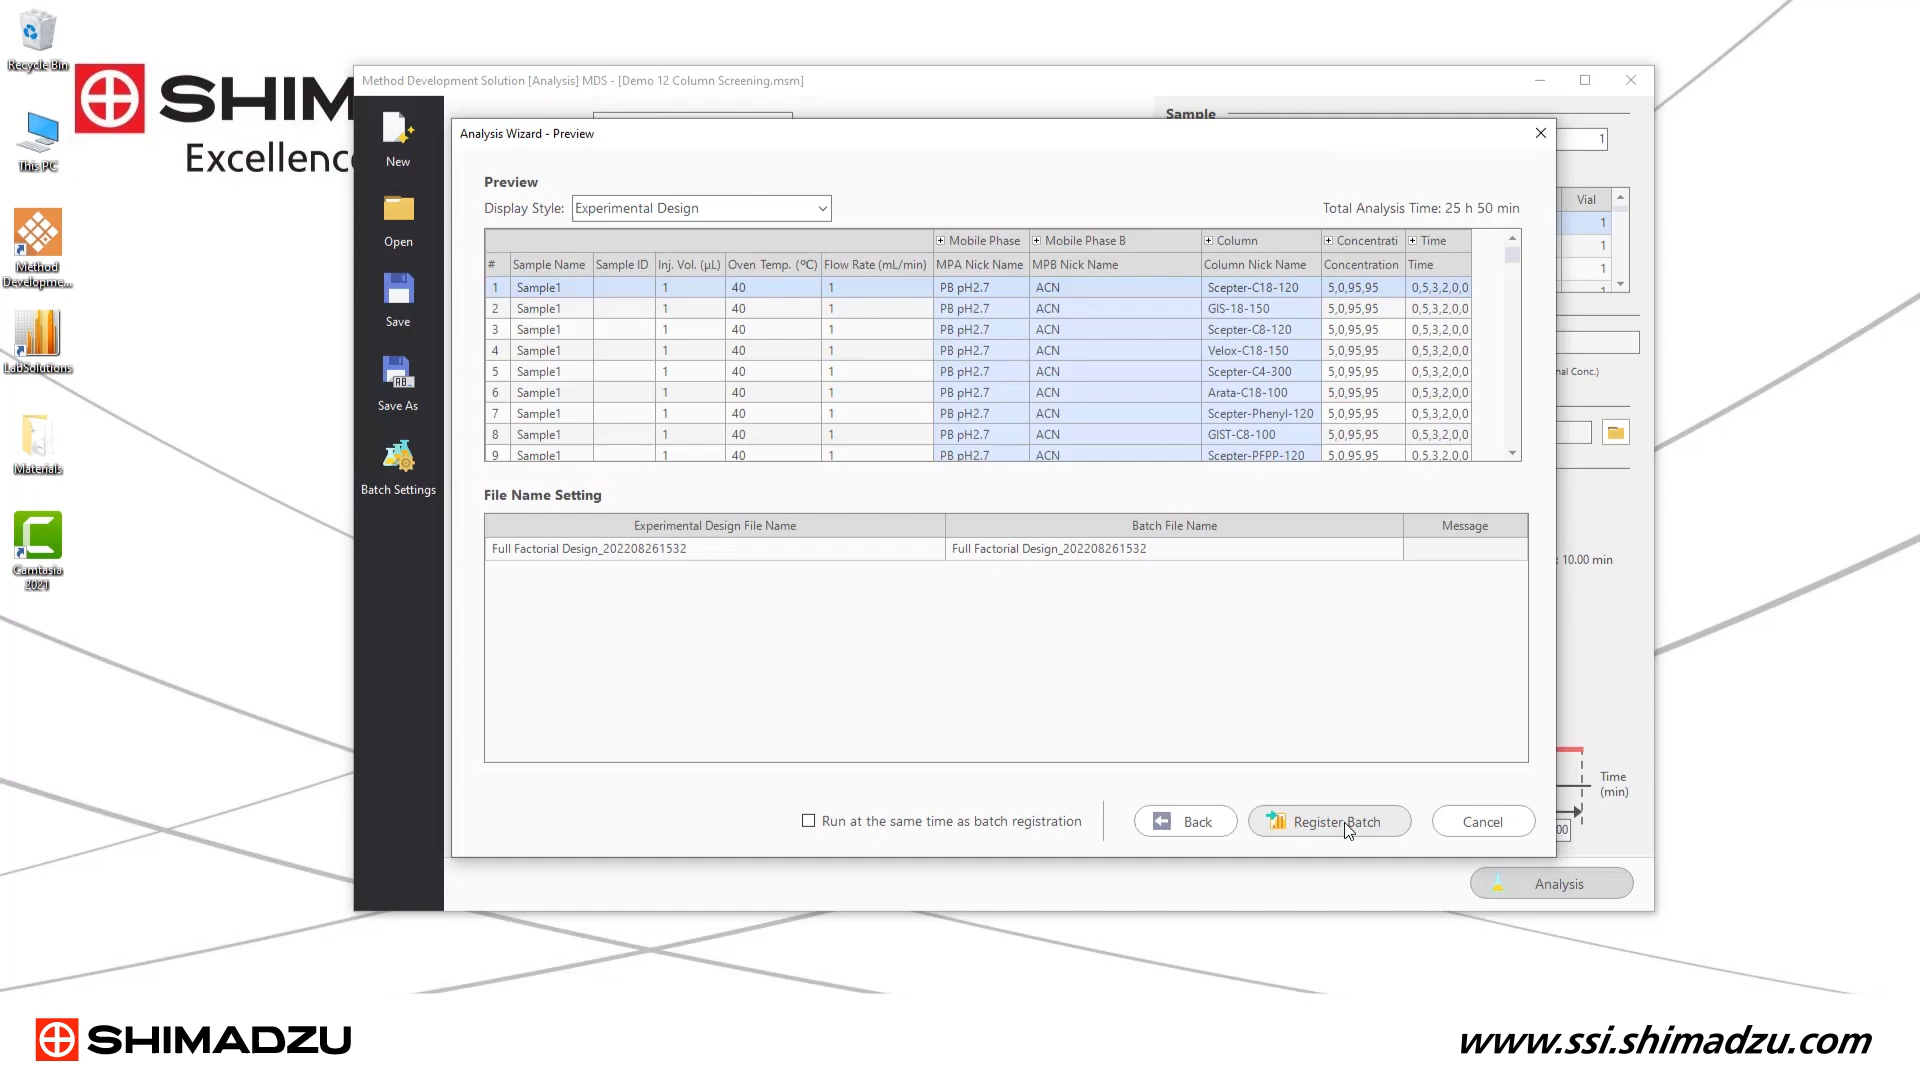 Recycle Bin
This PC
Method
Developme...
LabSolutions
Materials
Camtasia
2021
SHIM
Excellenc
Method Development Solution [Analysis] MDS - [Demo 12 Column Screening.msm]
New
Open
Save
Save As
Batch Settings
Sample
1
Vial
1
1
1
nal Conc.)
: 10.00 min
Time
(min)
00
Analysis
Analysis Wizard - Preview
Preview
Display Style: Experimental Design
Total Analysis Time: 25 h 50 min
Mobile Phase Mobile Phase B Column Concentrati Time
# Sample Name Sample ID Inj. Vol. (µL) Oven Temp. (ºC) Flow Rate (mL/min) MPA Nick Name MPB Nick Name Column Nick Name Concentration Time
1 Sample1 1 40 1 PB pH2.7 ACN Scepter-C18-120 5,0,95,95 0,5,3,2,0,0
2 Sample1 1 40 1 PB pH2.7 ACN GIS-18-150 5,0,95,95 0,5,3,2,0,0
3 Sample1 1 40 1 PB pH2.7 ACN Scepter-C8-120 5,0,95,95 0,5,3,2,0,0
4 Sample1 1 40 1 PB pH2.7 ACN Velox-C18-150 5,0,95,95 0,5,3,2,0,0
5 Sample1 1 40 1 PB pH2.7 ACN Scepter-C4-300 5,0,95,95 0,5,3,2,0,0
6 Sample1 1 40 1 PB pH2.7 ACN Arata-C18-100 5,0,95,95 0,5,3,2,0,0
7 Sample1 1 40 1 PB pH2.7 ACN Scepter-Phenyl-120 5,0,95,95 0,5,3,2,0,0
8 Sample1 1 40 1 PB pH2.7 ACN GIST-C8-100 5,0,95,95 0,5,3,2,0,0
9 Sample1 1 40 1 PB pH2.7 ACN Scepter-PFPP-120 5,0,95,95 0,5,3,2,0,0
File Name Setting
Experimental Design File Name Batch File Name Message
Full Factorial Design_202208261532 Full Factorial Design_202208261532
Run at the same time as batch registration
Back
Register Batch
Cancel
SHIMADZU
www.ssi.shimadzu.com